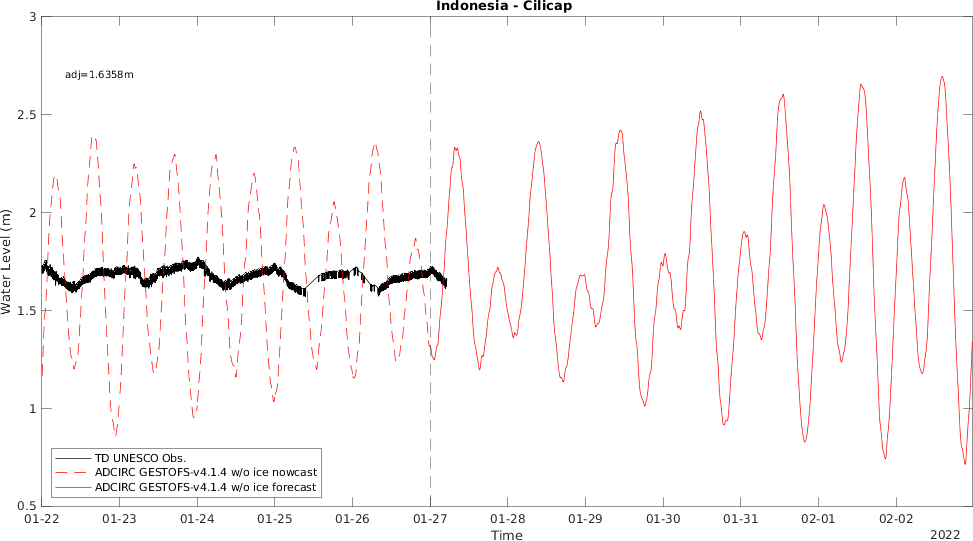 Indonesia - Cilicap
adj=1.6358m
Water Level (m)
3
2.5
2
1.5
1
0.5
TD UNESCO Obs.
ADCIRC GESTOFS-v4.1.4 w/o ice nowcast
ADCIRC GESTOFS-v4.1.4 w/o ice forecast
01-22 01-23 01-24 01-25 01-26 01-27 01-28 01-29 01-30 01-31 02-01 02-02
Time
2022